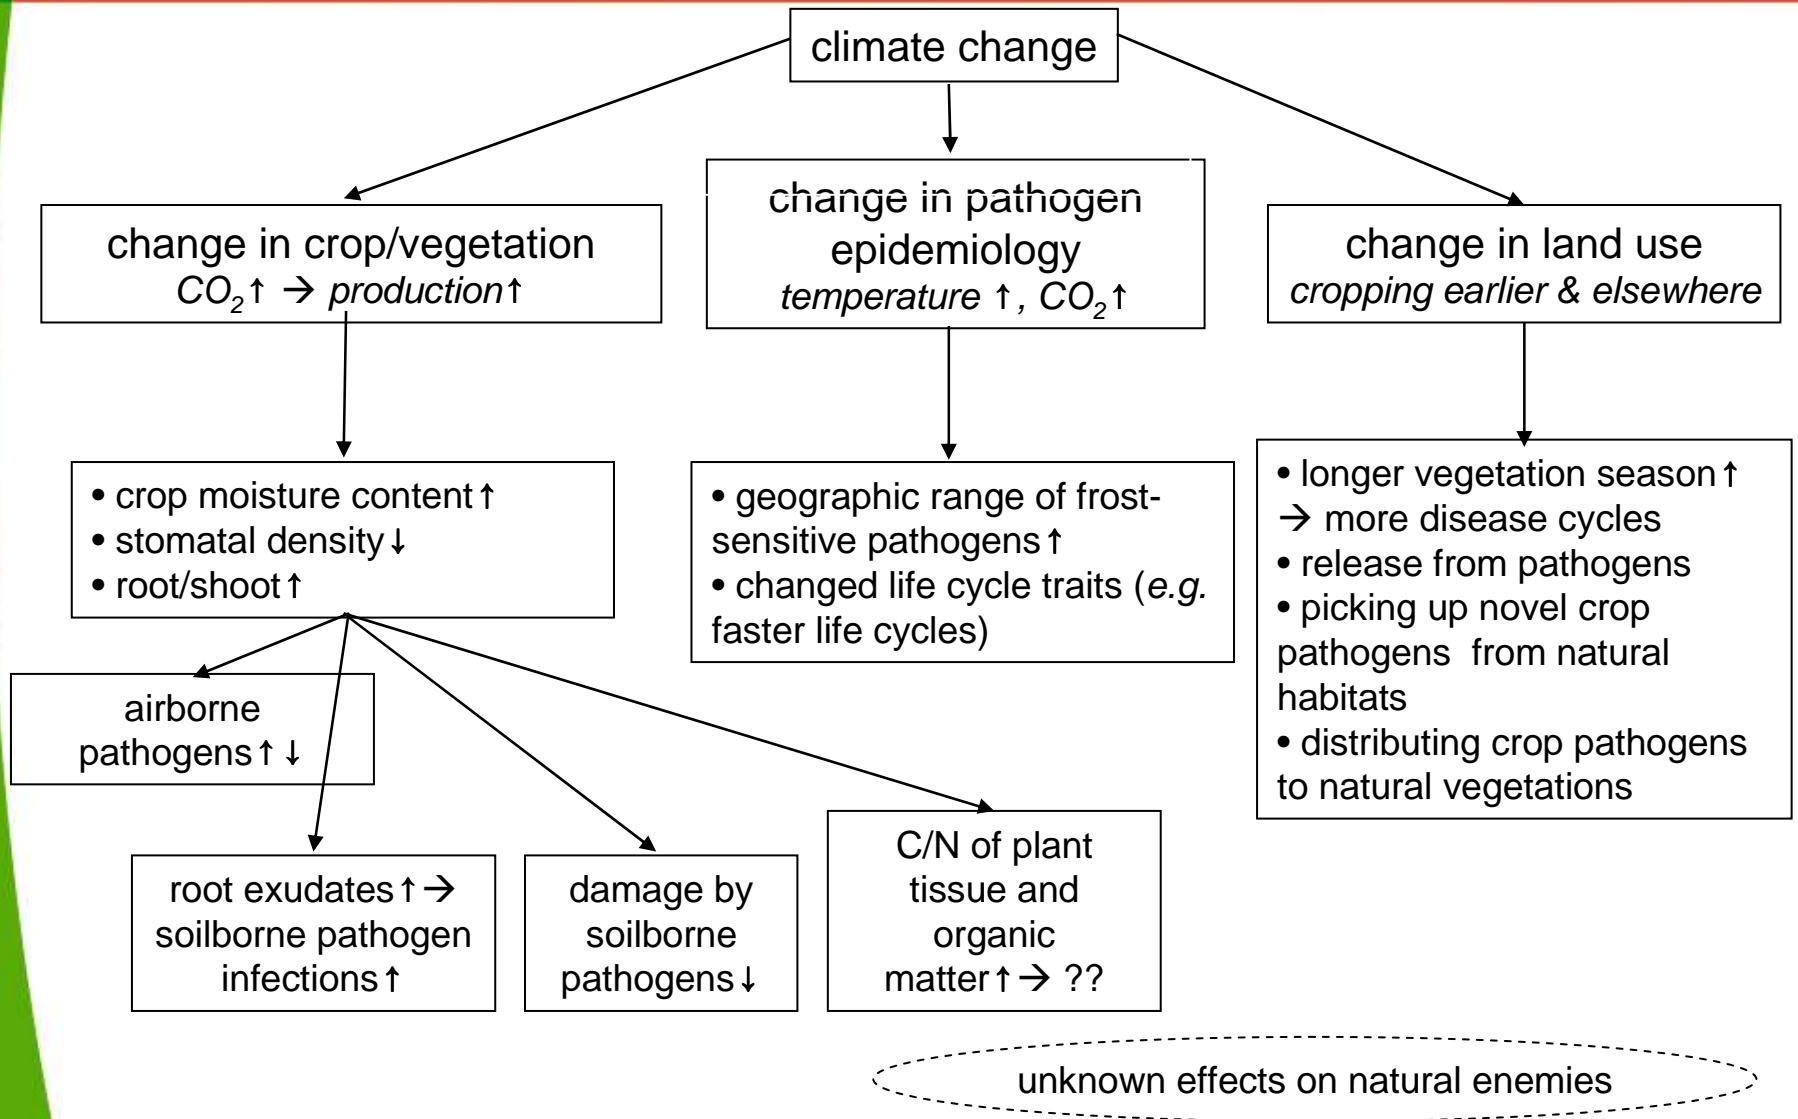 climate change
change in crop/vegetation
CO₂↑ → production↑
change in pathogen
epidemiology
temperature ↑, CO₂↑
change in land use
cropping earlier & elsewhere
• crop moisture content↑
• stomatal density↓
• root/shoot↑
• geographic range of frost-
sensitive pathogens↑
• changed life cycle traits (e.g.
faster life cycles)
• longer vegetation season↑
→ more disease cycles
• release from pathogens
• picking up novel crop
pathogens from natural
habitats
• distributing crop pathogens
to natural vegetations
airborne
pathogens↑↓
root exudates↑→
soilborne pathogen
infections↑
damage by
soilborne
pathogens↓
C/N of plant
tissue and
organic
matter↑→ ??
unknown effects on natural enemies